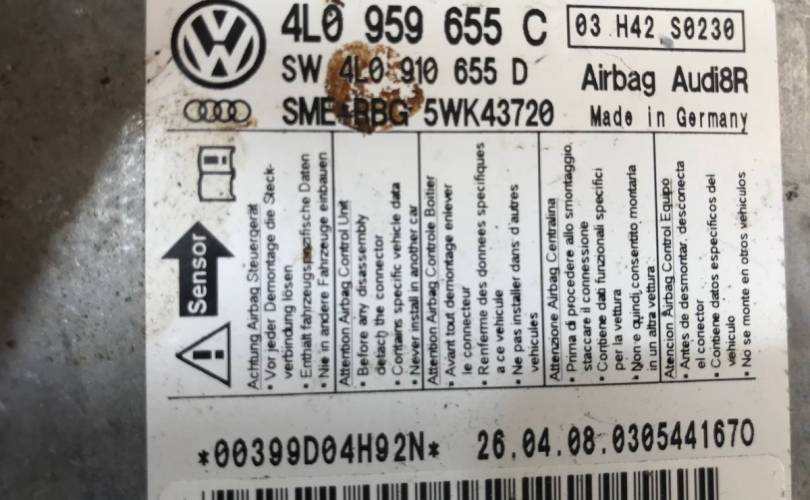 4L0 959 655 C
03 H42 S0230
SW 4L0 910 655 D
Airbag Audi8R
SME+RBG 5WK43720
Made in Germany
Sensor
Achtung Airbag Steuergerät
• Vor jeder Demontage die Steck-
verbindung lösen
• Enthält fahrzeugspezifische Daten
• Nie in andere Fahrzeuge einbauen
Attention Airbag Control Unit
• Before any disassembly
detach the connector
• Contains specific vehicle data
• Never install in another car
Attention Airbag Controle Boitier
• Avant tout demontage enlever
le connecteur
• Renferme des donnees specifiques
a ce vehicule
• Ne pas installer dans d'autres
vehicules
Attenzione Airbag Centralina
• Prima di procedere allo smontaggio,
staccare il connessione
• Contiene dati funzionali specifici
per la vettura
• Non e quindi consentito montarla
in un altra vettura
Atencion Airbag Control Equipo
• Antes de desmontar, desconecta
el conector
• Contiene datos especificos del
vehiculo
• No se monte en otros vehiculos
*00399D04H92N*
26.04.08.0305441670